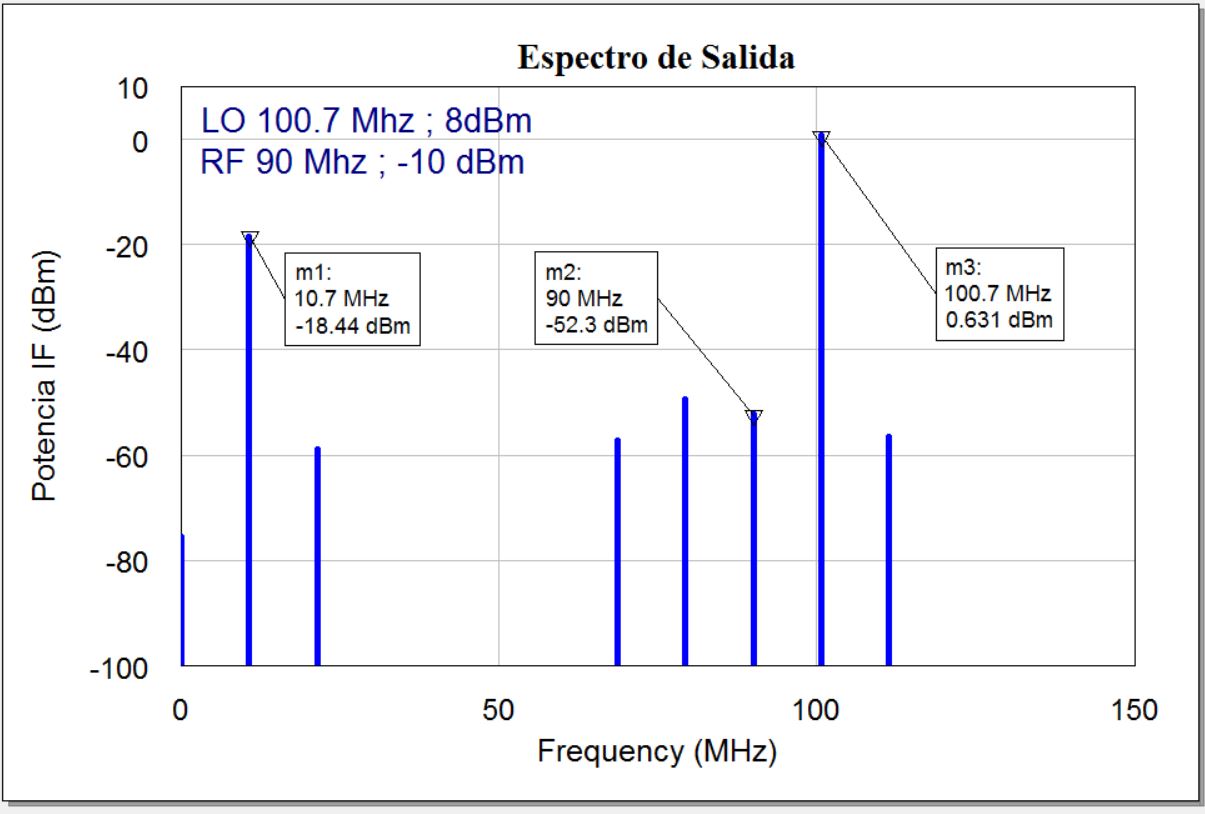 Espectro de Salida
LO 100.7 Mhz ; 8dBm
RF 90 Mhz ; -10 dBm
10
0
-20
-40
-60
-80
-100
Potencia IF (dBm)
m1:
10.7 MHz
-18.44 dBm
m2:
90 MHz
-52.3 dBm
m3:
100.7 MHz
0.631 dBm
0
50
100
150
Frequency (MHz)